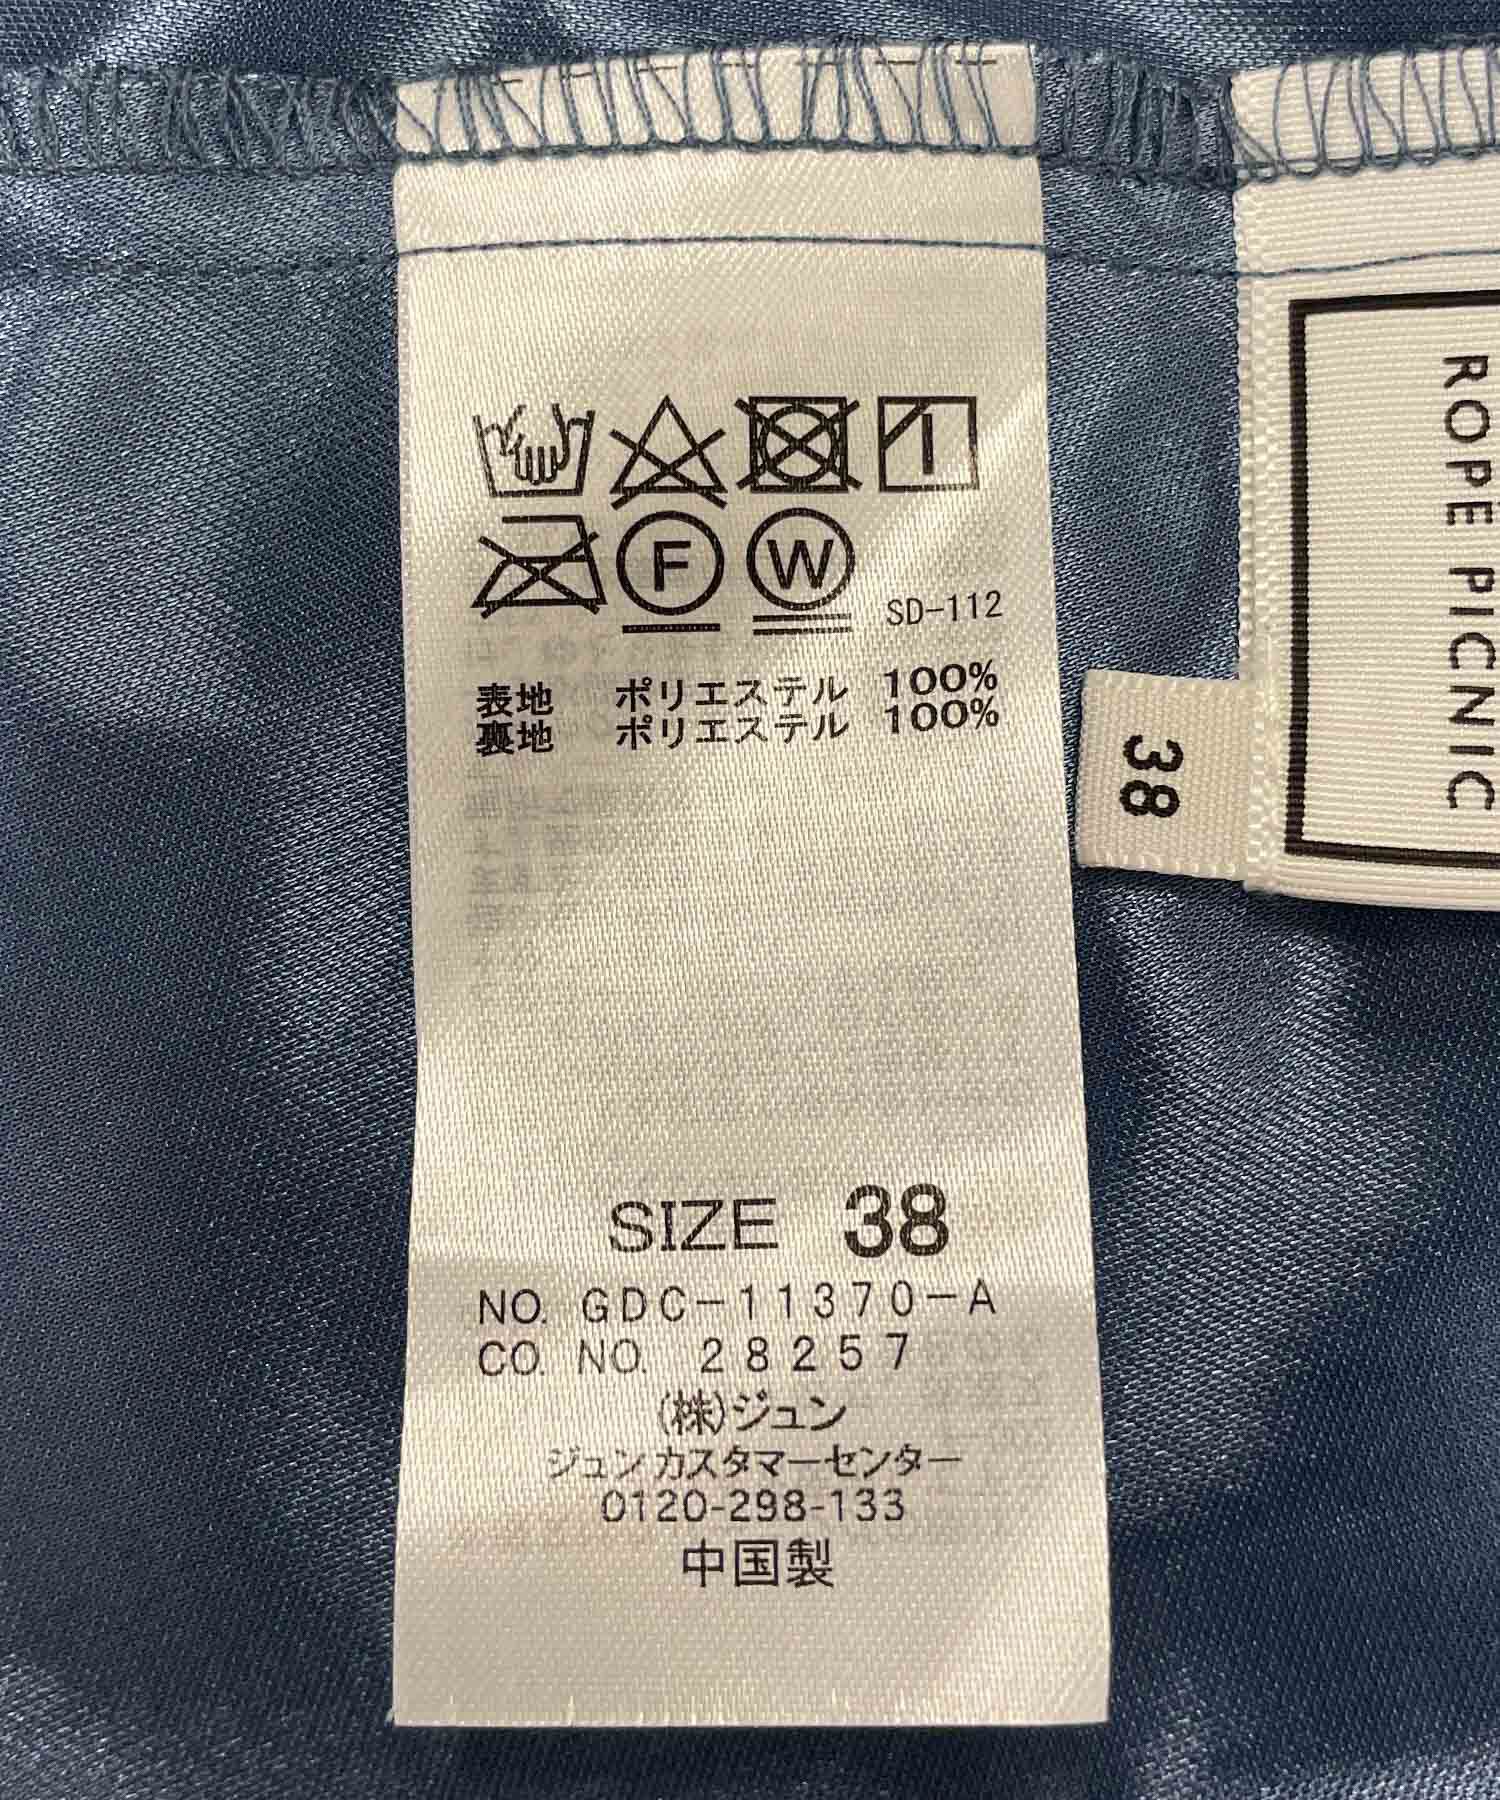 F W SD-112
表地 ポリエステル 100%
裏地 ポリエステル 100%
SIZE 38
NO. GDC-11370-A
CO. NO. 28257
(株)ジュン
ジュンカスタマーセンター
0120-298-133
中国製
38
ROPE PICNIC